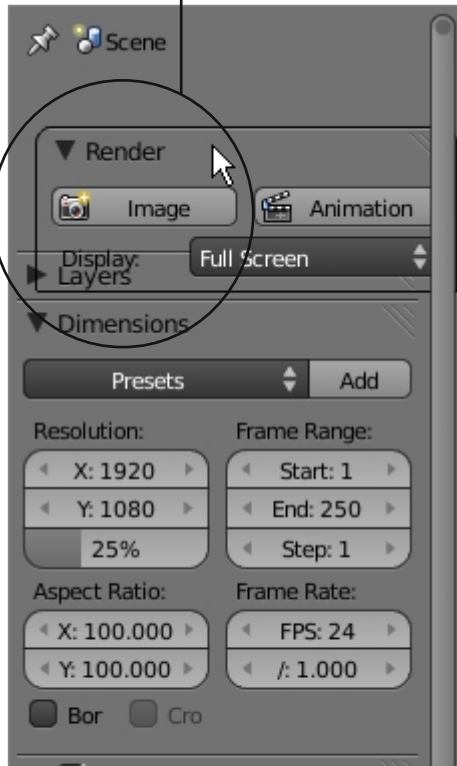 Scene
Render
Image Animation
Display: Full Screen
Layers
Dimensions
Presets Add
Resolution: Frame Range:
X: 1920 Start: 1
Y: 1080 End: 250
25% Step: 1
Aspect Ratio: Frame Rate:
X: 100.000 FPS: 24
Y: 100.000 /: 1.000
Bor Cro